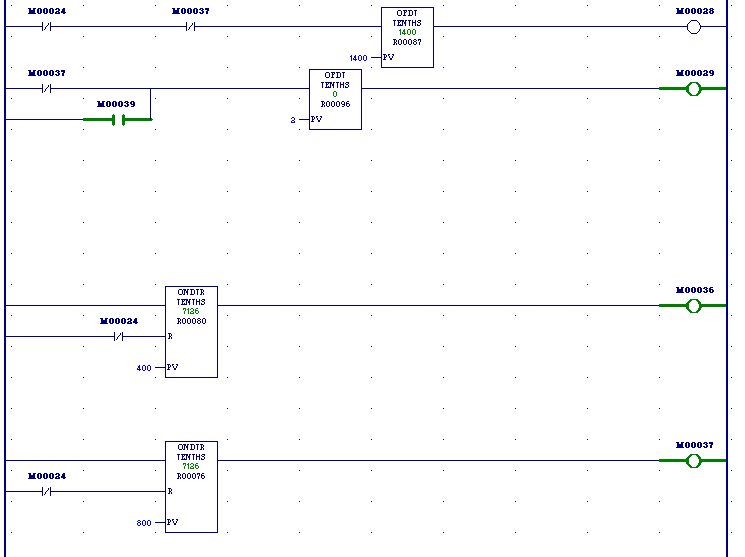 M00024 M00037 OFDT M00028
TENTHS
1400
R00087
1400 PV
M00037 OFDT M00029
TENTHS
0
M00039 R00096
2 PV
ONDTR M00036
TENTHS
7126
M00024 R00080
R
400 PV
ONDTR M00037
TENTHS
7126
M00024 R00076
R
800 PV